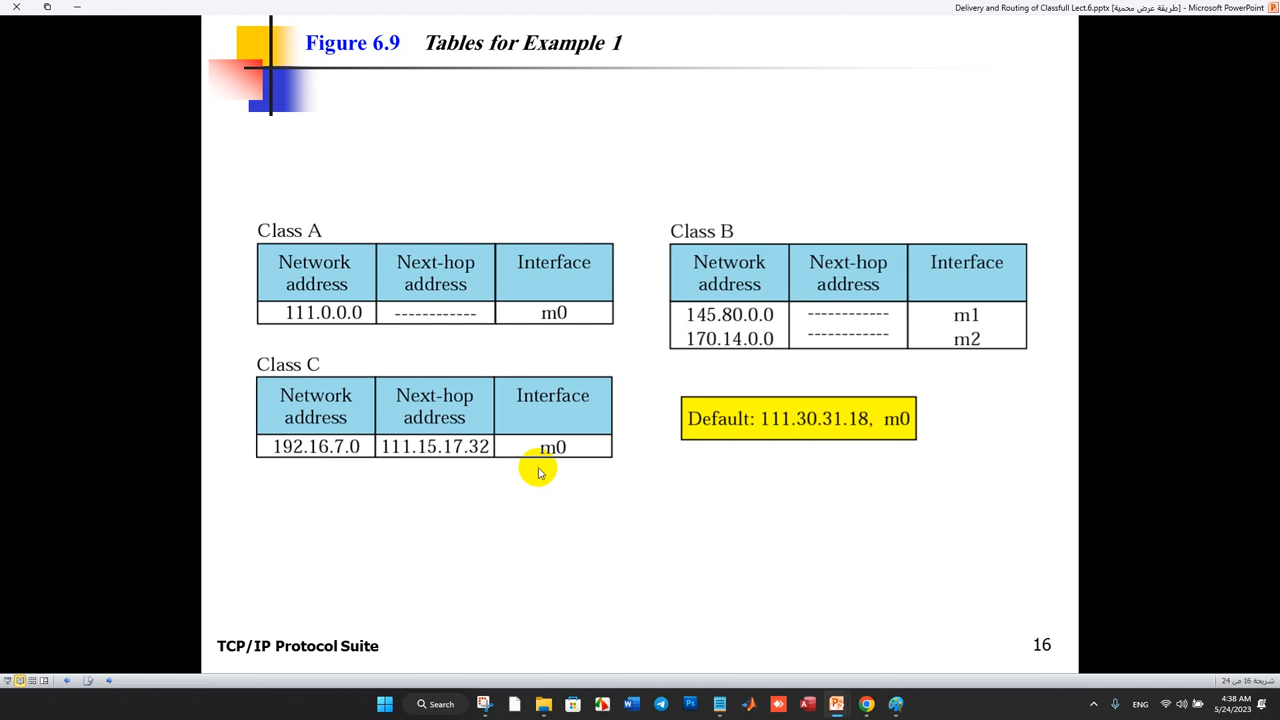 Delivery and Routing of Classfull Lect.6.pptx [طريقة عرض محمية] - Microsoft PowerPoint
Figure 6.9 Tables for Example 1
Class A
Network address Next-hop address Interface
111.0.0.0 ------------ m0
Class B
Network address Next-hop address Interface
145.80.0.0 ------------ m1
170.14.0.0 ------------ m2
Class C
Network address Next-hop address Interface
192.16.7.0 111.15.17.32 m0
Default: 111.30.31.18, m0
TCP/IP Protocol Suite
16
شريحة 16 من 24
Search
ENG
4:38 AM
5/24/2023